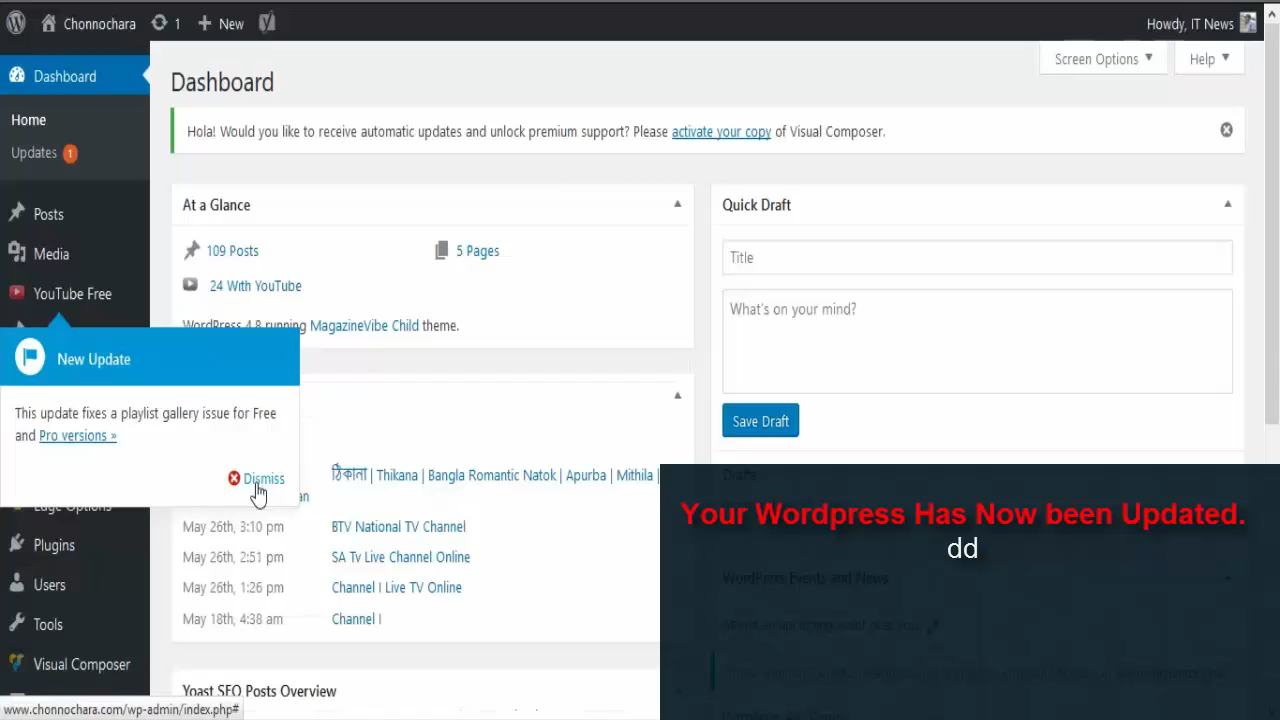 Chonnochara 1 New Howdy, IT News
Dashboard
Home
Updates 1
Posts
Media
YouTube Free
New Update
This update fixes a playlist gallery issue for Free
and Pro versions »
Dismiss
Plugins
Users
Tools
Visual Composer
www.chonnochara.com/wp-admin/index.php#
Screen Options Help
Dashboard
Hola! Would you like to receive automatic updates and unlock premium support? Please activate your copy of Visual Composer.
At a Glance
109 Posts 5 Pages
24 With YouTube
WordPress 4.8 running MagazineVibe Child theme.
ঠিকানা | Thikana | Bangla Romantic Natok | Apurba | Mithila |
May 26th, 3:10 pm BTV National TV Channel
May 26th, 2:51 pm SA Tv Live Channel Online
May 26th, 1:26 pm Channel I Live TV Online
May 18th, 4:38 am Channel I
Yoast SEO Posts Overview
Quick Draft
Title
What's on your mind?
Save Draft
Drafts
Your Wordpress Has Now been Updated.
dd
WordPress Events and News